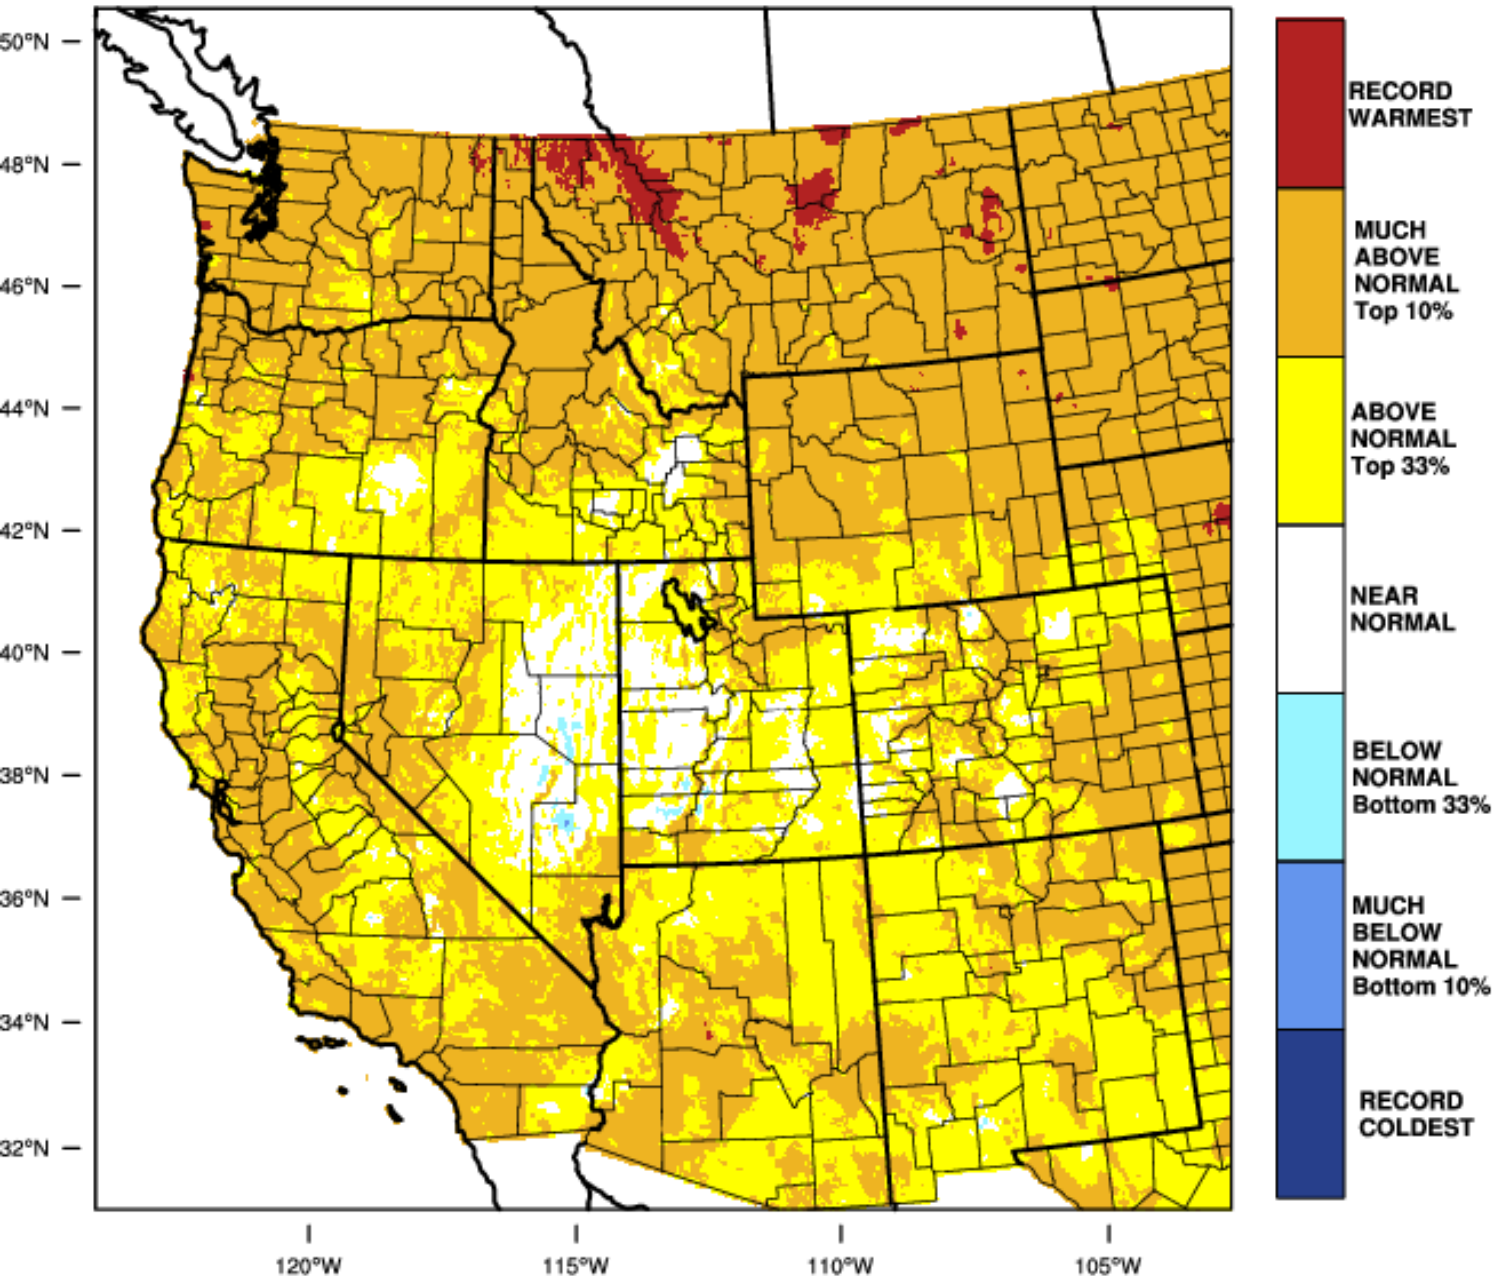 50°N
48°N
46°N
44°N
42°N
40°N
38°N
36°N
34°N
32°N
120°W
115°W
110°W
105°W
RECORD
WARMEST
MUCH
ABOVE
NORMAL
Top 10%
ABOVE
NORMAL
Top 33%
NEAR
NORMAL
BELOW
NORMAL
Bottom 33%
MUCH
BELOW
NORMAL
Bottom 10%
RECORD
COLDEST